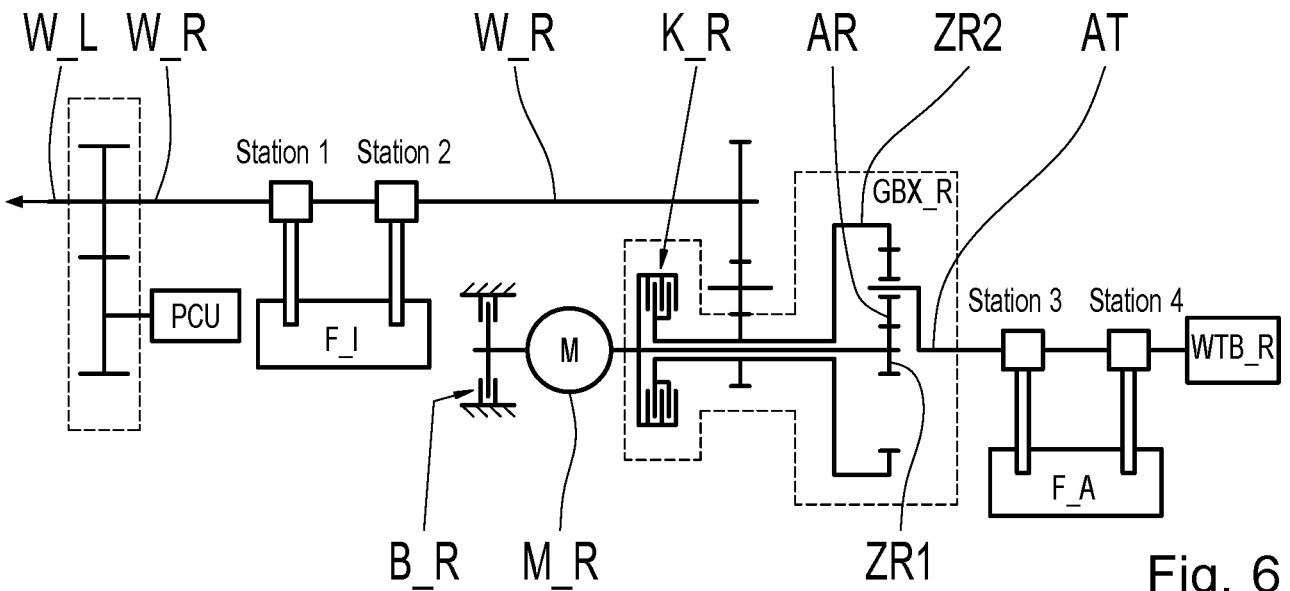 W_L W_R W_R K_R AR ZR2 AT
Station 1 Station 2
GBX_R
PCU
F_I
M
Station 3 Station 4
WTB_R
F_A
B_R M_R ZR1
Fig. 6